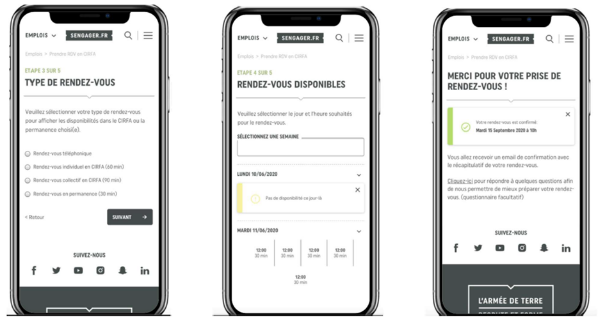 EMPLOIS
SENGAGER.FR
Emplois > Prendre RDV en CIRFA
ETAPE 3 SUR 5
TYPE DE RENDEZ-VOUS
Veuillez sélectionner votre type de rendez-vous
pour afficher les disponibilités dans le CIRFA ou la
permanence choisi(e).
Rendez-vous téléphonique
Rendez-vous individuel en CIRFA (60 min)
Rendez-vous collectif en CIRFA (90 min)
Rendez-vous en permanence (30 min)
< Retour
SUIVANT →
SUIVEZ-NOUS
EMPLOIS
SENGAGER.FR
Emplois > Prendre RDV en CIRFA
ETAPE 4 SUR 5
RENDEZ-VOUS DISPONIBLES
Veuillez sélectionner le jour et l'heure souhaités
pour le rendez-vous.
SÉLECTIONNEZ UNE SEMAINE
LUNDI 10/06/2020
Pas de disponibilité ce jour-là
MARDI 11/06/2020
12:00 12:00 12:00 12:00
30 min 30 min 30 min 30 min
12:00
30 min
EMPLOIS
SENGAGER.FR
Emplois > Prendre RDV en CIRFA
MERCI POUR VOTRE PRISE DE
RENDEZ-VOUS !
Votre rendez-vous est confirmé
Mardi 15 Septembre 2020 à 10h
Vous allez recevoir un email de confirmation avec
le récapitulatif de votre rendez-vous.
Cliquez-ici pour répondre à quelques questions afin
de nous permettre de mieux préparer votre rendez-
vous. (questionnaire facultatif)
SUIVEZ-NOUS
L'ARMÉE DE TERRE
RECRUTE ET FORME